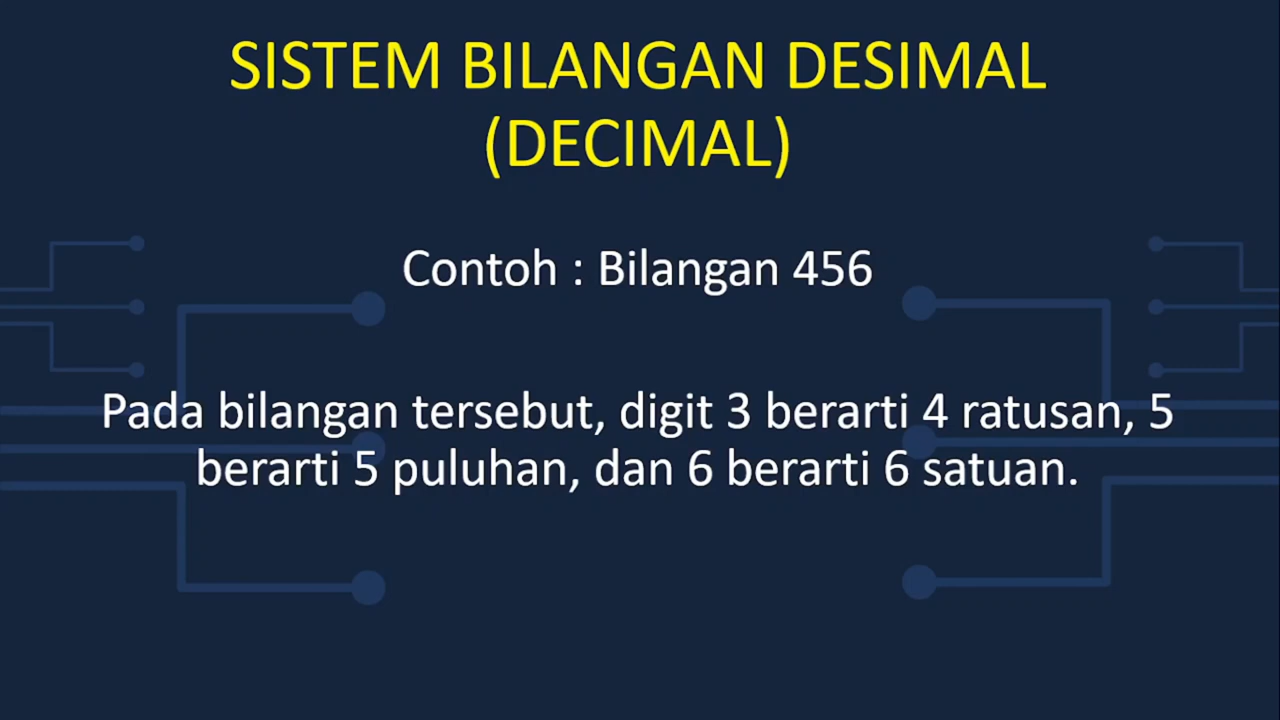 SISTEM BILANGAN DESIMAL
(DECIMAL)
Contoh : Bilangan 456
Pada bilangan tersebut, digit 3 berarti 4 ratusan, 5
berarti 5 puluhan, dan 6 berarti 6 satuan.